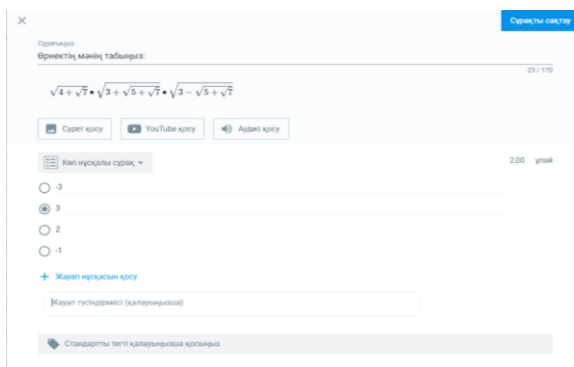 Сұрақты сақтау
Сұрағыңыз
Өрнектің мәнін табыңыз:
23 / 170
√(4 + √7) • √(3 + √(5 + √7)) • √(3 − √(5 + √7))
Сурет қосу
YouTube қосу
Аудио қосу
Көп нұсқалы сұрақ
2,00 ұпай
-3
3
2
-1
+ Жауап нұсқасын қосу
Жауап түсіндірмесі (қалауыңызша)
Стандартты тегті қалауыңызша қосыңыз